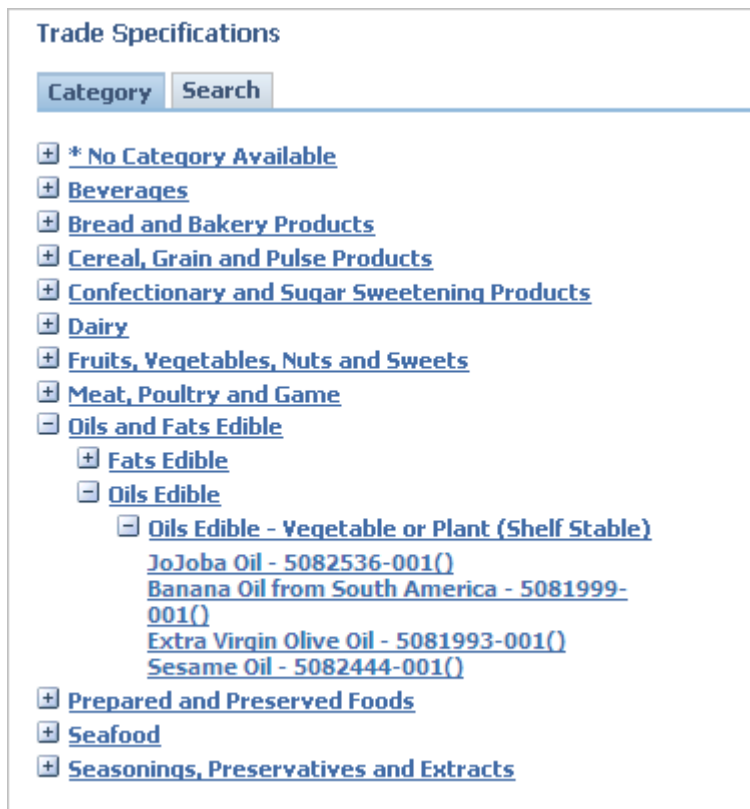 Trade Specifications
Category Search
* No Category Available
Beverages
Bread and Bakery Products
Cereal, Grain and Pulse Products
Confectionary and Sugar Sweetening Products
Dairy
Fruits, Vegetables, Nuts and Sweets
Meat, Poultry and Game
Oils and Fats Edible
Fats Edible
Oils Edible
Oils Edible - Vegetable or Plant (Shelf Stable)
JoJoba Oil - 5082536-001()
Banana Oil from South America - 5081999-
001()
Extra Virgin Olive Oil - 5081993-001()
Sesame Oil - 5082444-001()
Prepared and Preserved Foods
Seafood
Seasonings, Preservatives and Extracts